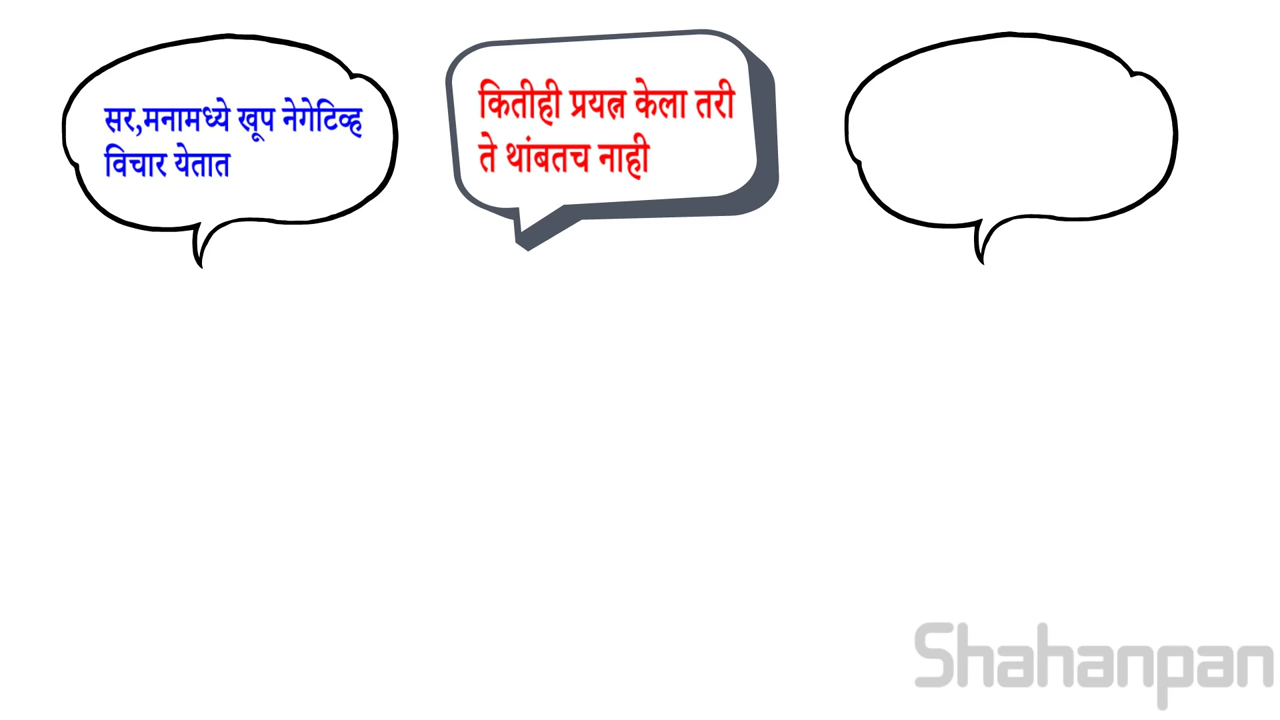 सर,मनामध्ये खूप नेगेटिव्ह
विचार येतात
कितीही प्रयत्न केला तरी
ते थांबतच नाही
Shahanpan